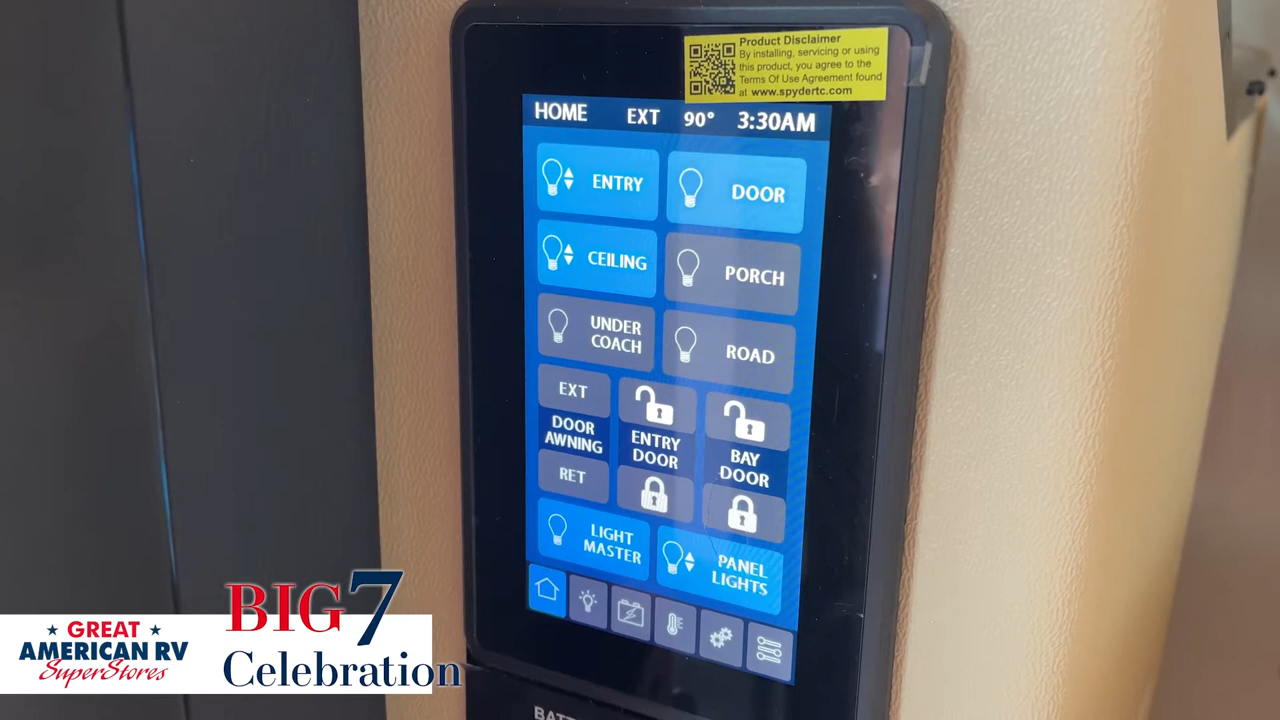 Product Disclaimer
By installing, servicing or using
this product, you agree to the
Terms Of Use Agreement found
at www.spydertc.com
HOME EXT 90° 3:30AM
ENTRY
DOOR
CEILING
PORCH
UNDER
COACH
ROAD
EXT
DOOR
AWNING
RET
ENTRY
DOOR
BAY
DOOR
LIGHT
MASTER
PANEL
LIGHTS
GREAT
AMERICAN RV
SuperStores
BIG 7
Celebration